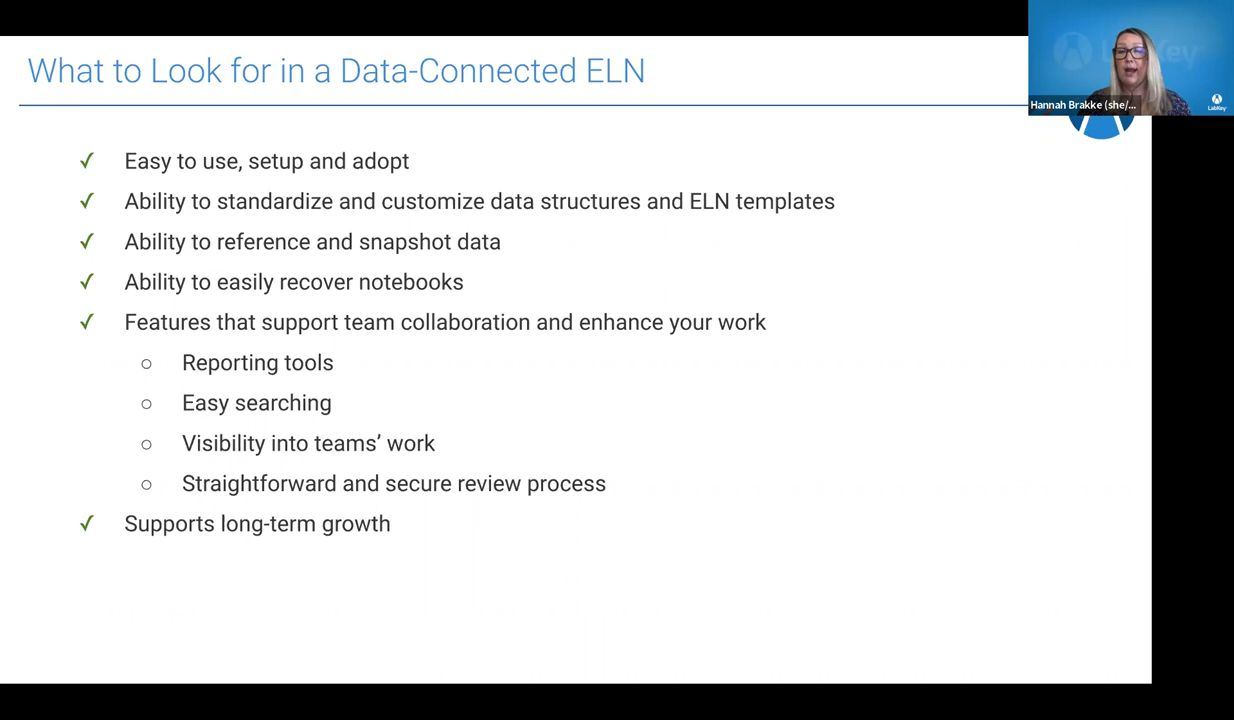 What to Look for in a Data-Connected ELN
LabKey
Hannah Brakke (she/...
LabKey
✓ Easy to use, setup and adopt
✓ Ability to standardize and customize data structures and ELN templates
✓ Ability to reference and snapshot data
✓ Ability to easily recover notebooks
✓ Features that support team collaboration and enhance your work
○ Reporting tools
○ Easy searching
○ Visibility into teams’ work
○ Straightforward and secure review process
✓ Supports long-term growth